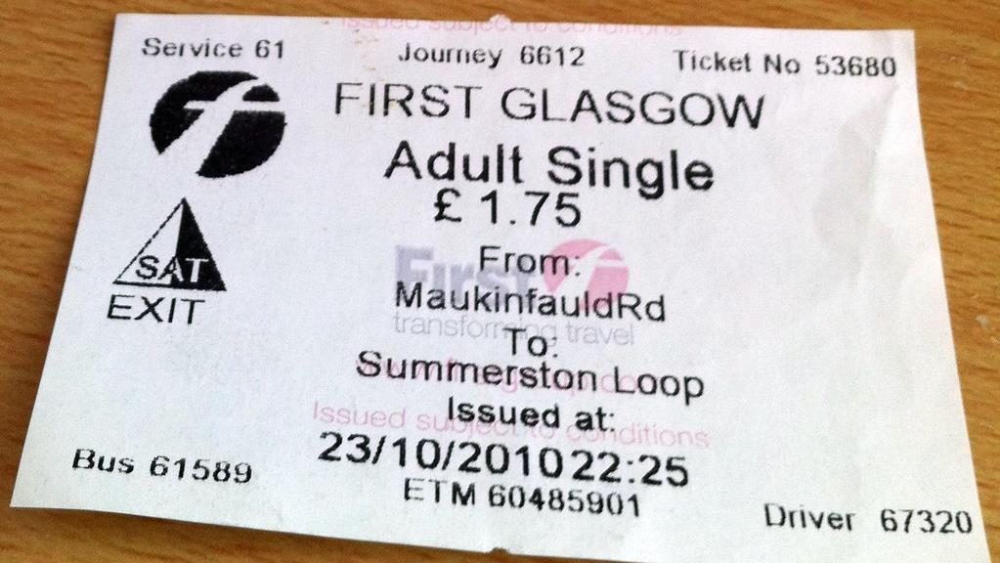 Issued subject to conditions
Service 61
Journey 6612
Ticket No 53680
FIRST GLASGOW
Adult Single
£ 1.75
SAT
EXIT
First
From:
MaukinfauldRd
transforming travel
To:
Summerston Loop
Issued at:
Issued subject to conditions
23/10/2010 22:25
Bus 61589
ETM 60485901
Driver 67320